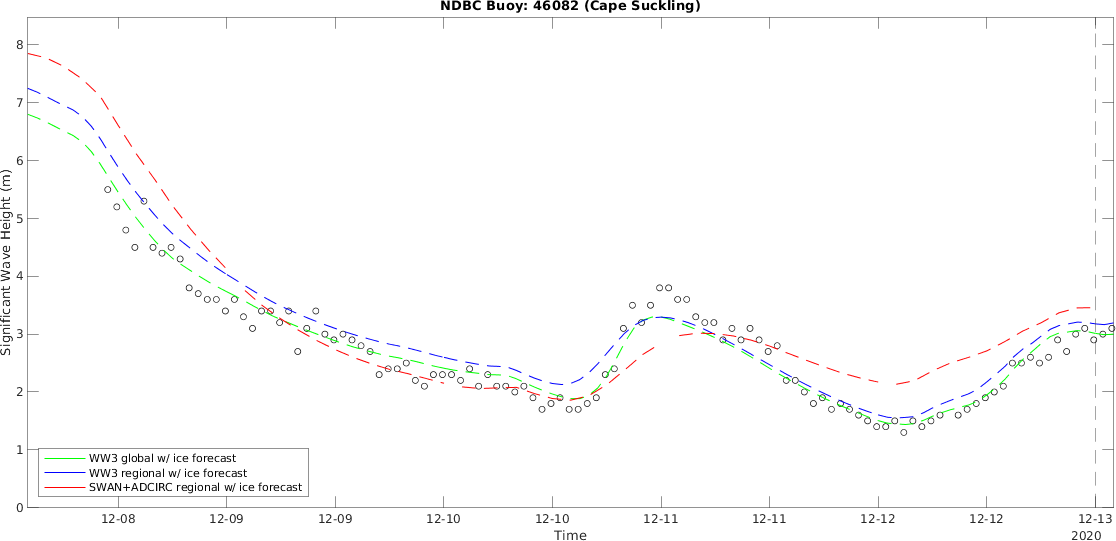 NDBC Buoy: 46082 (Cape Suckling)
Significant Wave Height (m)
8
7
6
5
4
3
2
1
0
WW3 global w/ ice forecast
WW3 regional w/ ice forecast
SWAN+ADCIRC regional w/ ice forecast
12-08 12-09 12-09 12-10 12-10 12-11 12-11 12-12 12-12 12-13
Time
2020